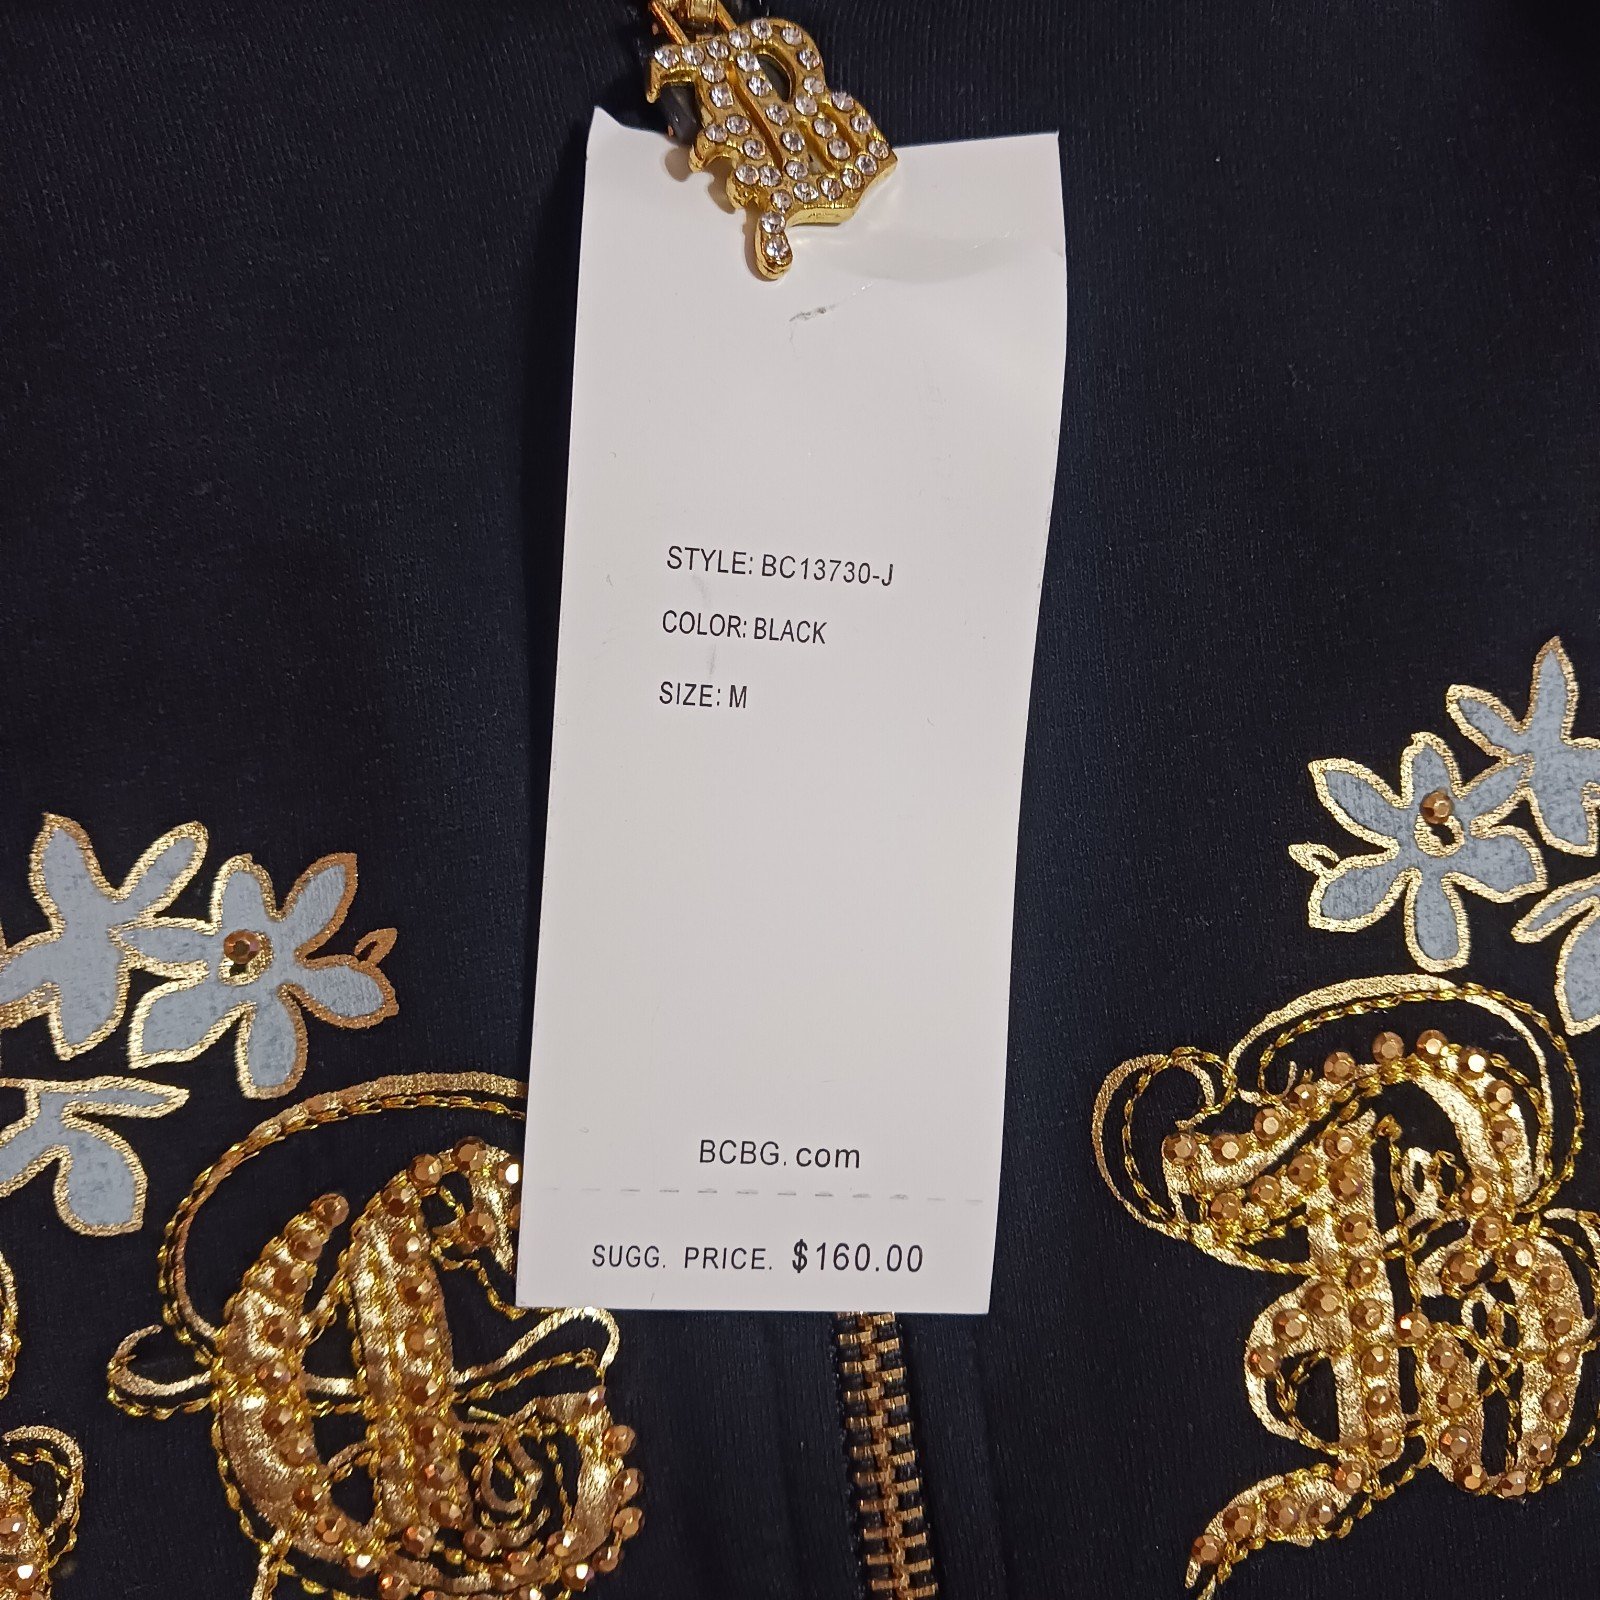 STYLE: BC13730-J
COLOR: BLACK
SIZE: M
BCBG.com
SUGG. PRICE. $160.00